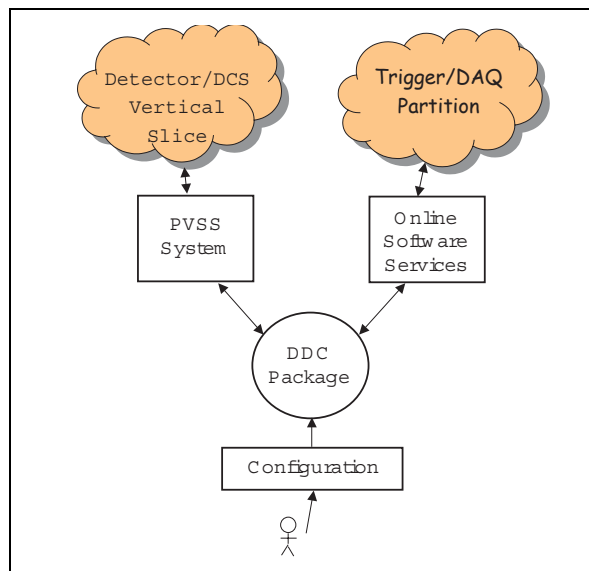 Detector/DCS
Vertical
Slice
Trigger/DAQ
Partition
PVSS
System
Online
Software
Services
DDC
Package
Configuration